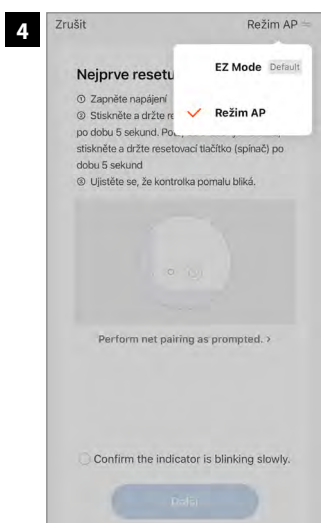 4
Zrušit
Režim AP
EZ Mode Default
Režim AP
Nejprve resetu
① Zapněte napájení
② Stiskněte a držte re
po dobu 5 sekund.
stiskněte a držte resetovací tlačítko (spínač) po
dobu 5 sekund
③ Ujistěte se, že kontrolka pomalu bliká.
Perform net pairing as prompted. >
Confirm the indicator is blinking slowly.
Další